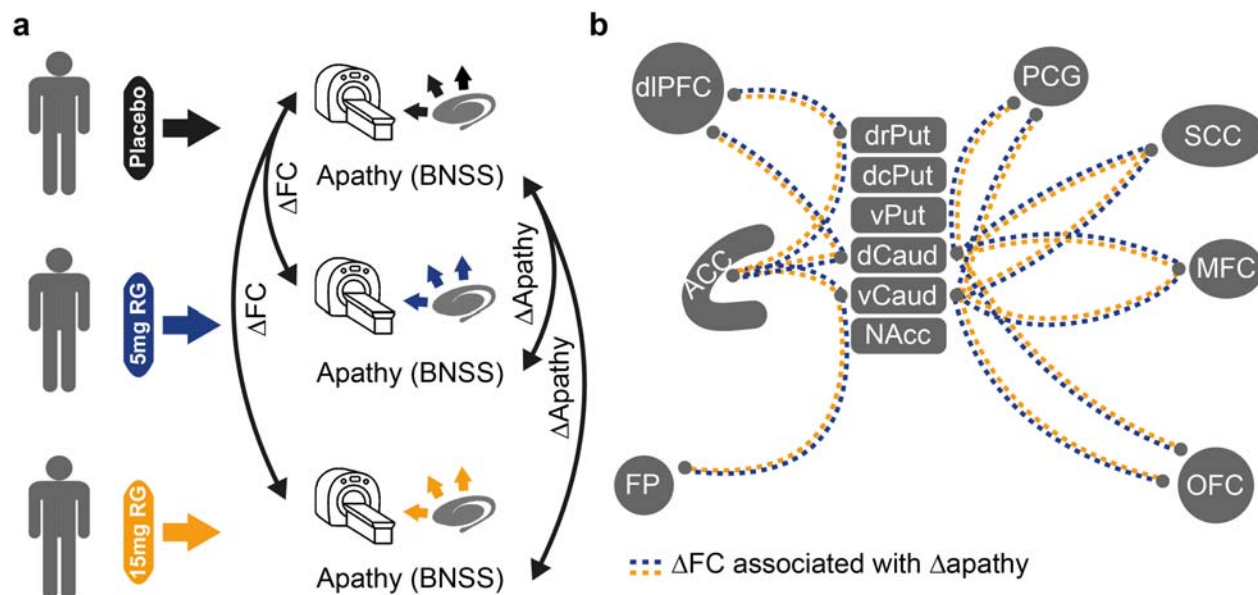 a
Placebo
Apathy (BNSS)
ΔFC
5mg RG
ΔFC
Apathy (BNSS)
ΔApathy
ΔApathy
15mg RG
Apathy (BNSS)
b
dlPFC
PCG
SCC
drPut
dcPut
vPut
dCaud
vCaud
NAcc
ACC
MFC
FP
OFC
ΔFC associated with Δapathy